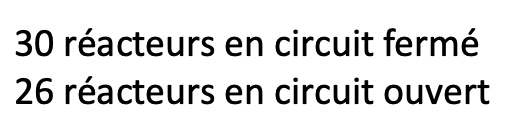 30 réacteurs en circuit fermé
26 réacteurs en circuit ouvert